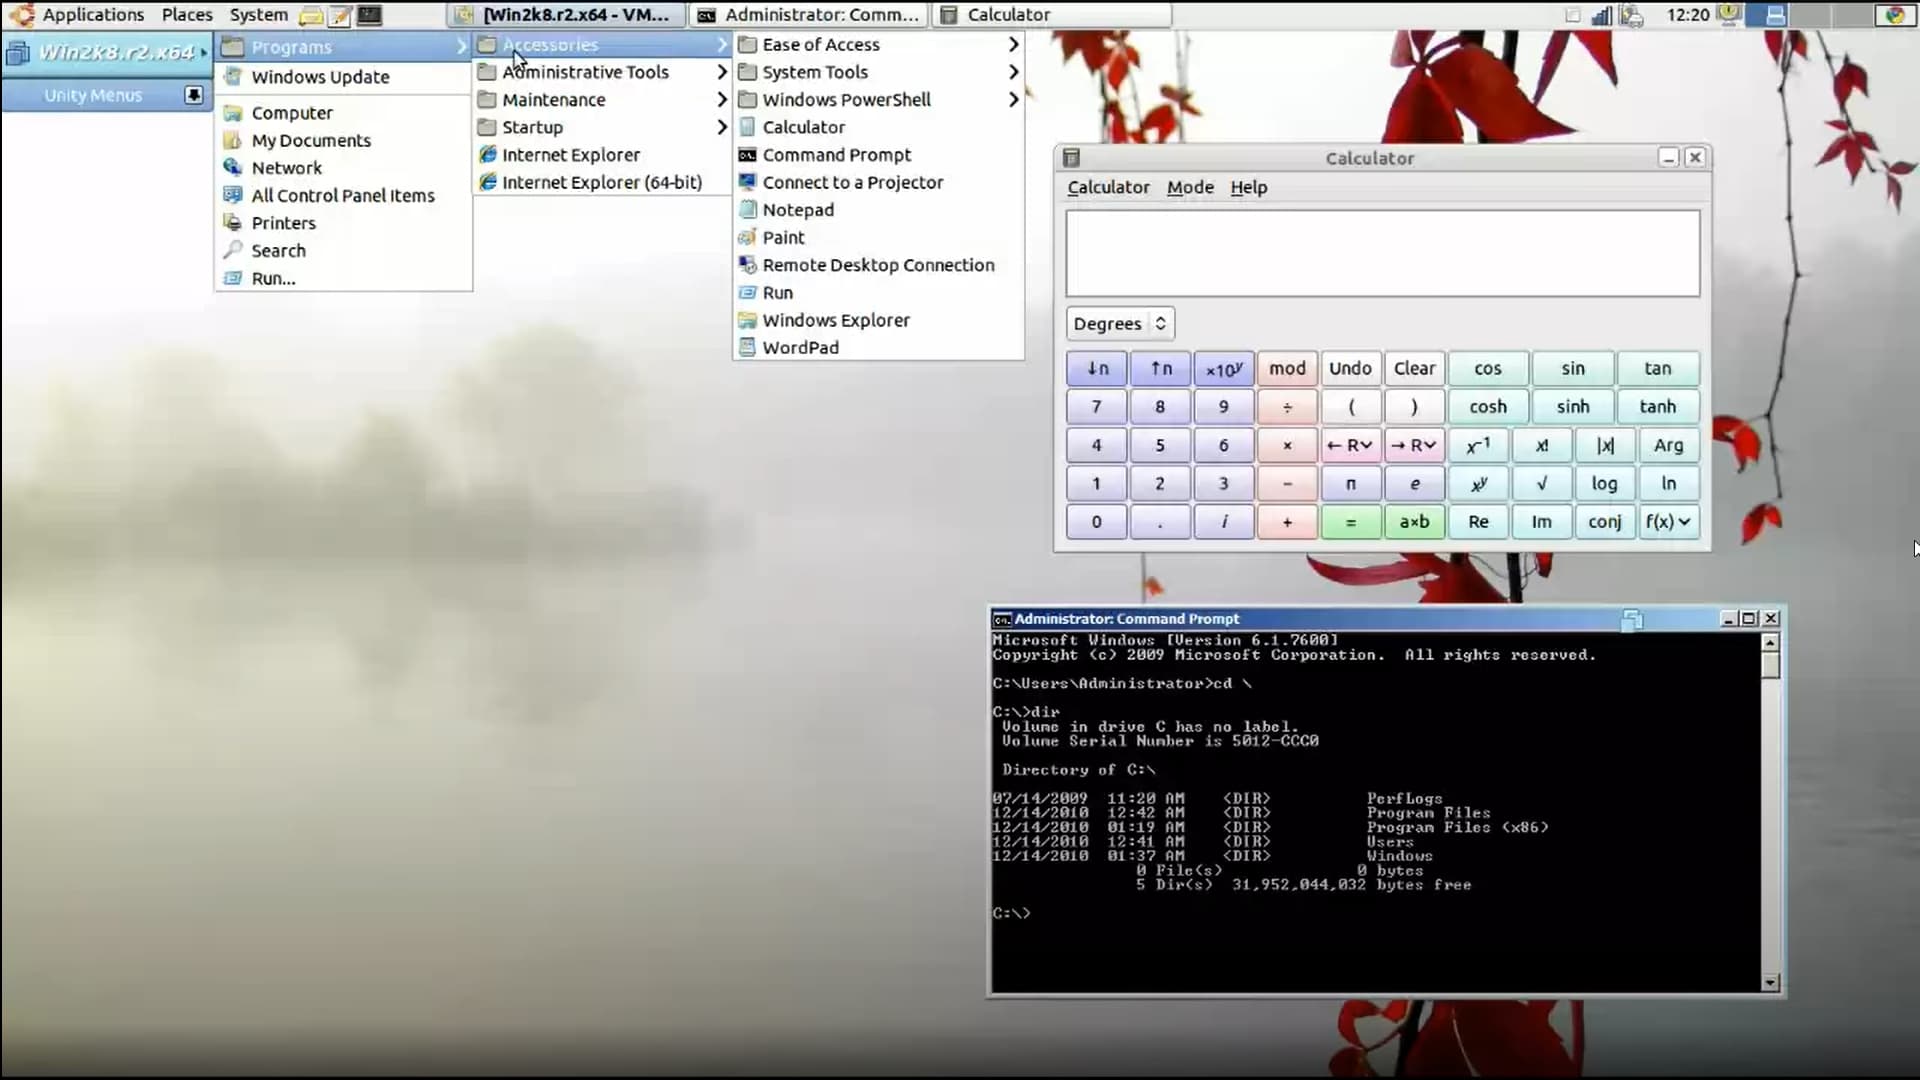 Applications Places System [Win2k8.r2.x64 - VM... Administrator: Comm... Calculator 12:20
Win2k8.r2.x64
Unity Menus
Programs
Windows Update
Computer
My Documents
Network
All Control Panel Items
Printers
Search
Run...
Accessories
Administrative Tools
Maintenance
Startup
Internet Explorer
Internet Explorer (64-bit)
Ease of Access
System Tools
Windows PowerShell
Calculator
Command Prompt
Connect to a Projector
Notepad
Paint
Remote Desktop Connection
Run
Windows Explorer
WordPad
Calculator
Calculator Mode Help
Degrees
↓n ↑n ×10^y mod Undo Clear cos sin tan
7 8 9 ÷ ( ) cosh sinh tanh
4 5 6 × ← R → R x⁻¹ x! |x| Arg
1 2 3 − π e x^y √ log ln
0 . i + = a×b Re Im conj f(x)
Administrator: Command Prompt
Microsoft Windows [Version 6.1.7600]
Copyright (c) 2009 Microsoft Corporation. All rights reserved.
C:\Users\Administrator>cd \
C:\>dir
Volume in drive C has no label.
Volume Serial Number is 5012-CCC0
Directory of C:\
07/14/2009 11:20 AM <DIR> PerfLogs
12/14/2010 12:42 AM <DIR> Program Files
12/14/2010 01:19 AM <DIR> Program Files (x86)
12/14/2010 12:41 AM <DIR> Users
12/14/2010 01:37 AM <DIR> Windows
0 File(s) 0 bytes
5 Dir(s) 31,952,044,032 bytes free
C:\>